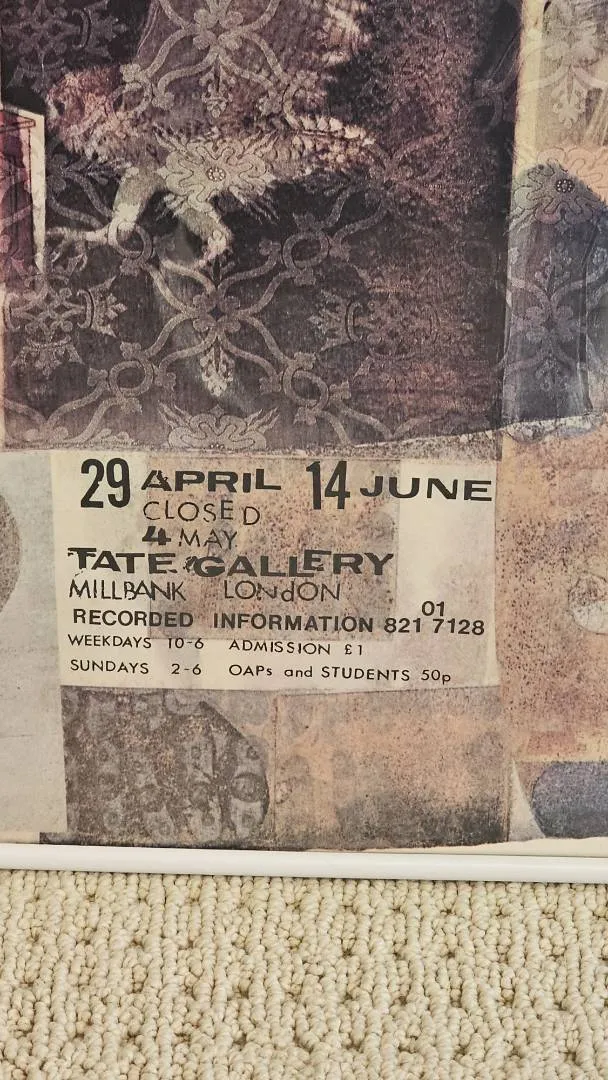 29 APRIL 14 JUNE
CLOSED
4 MAY
TATE GALLERY
MILLBANK LONdON
01
RECORDED INFORMATION 821 7128
WEEKDAYS 10-6 ADMISSION £1
SUNDAYS 2-6 OAPs and STUDENTS 50p